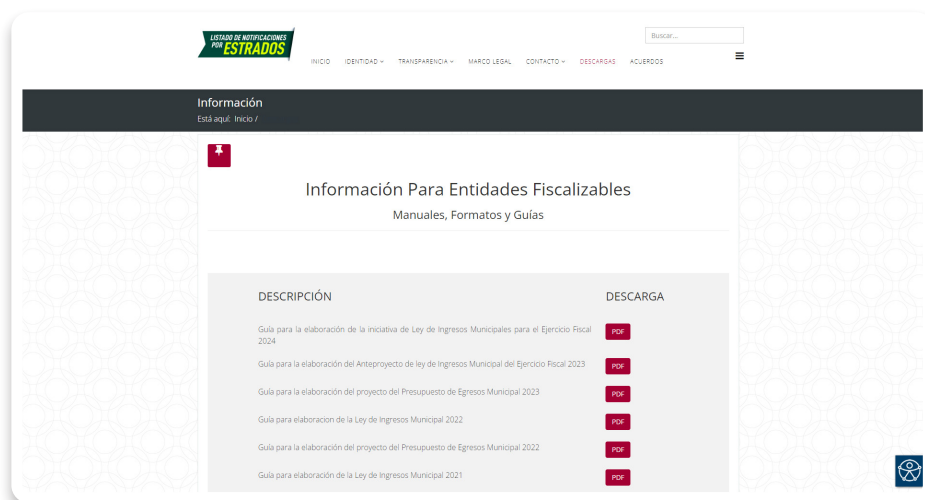 LISTADO DE NOTIFICACIONES
POR ESTRADOS
Buscar...
INICIO IDENTIDAD TRANSPARENCIA MARCO LEGAL CONTACTO DESCARGAS ACUERDOS
Información
Está aquí: Inicio /
Información Para Entidades Fiscalizables
Manuales, Formatos y Guías
DESCRIPCIÓN DESCARGA
Guía para la elaboración de la iniciativa de Ley de Ingresos Municipales para el Ejercicio Fiscal
2024 PDF
Guía para la elaboración del Anteproyecto de ley de Ingresos Municipal del Ejercicio Fiscal 2023 PDF
Guía para la elaboración del proyecto del Presupuesto de Egresos Municipal 2023 PDF
Guía para elaboracion de la Ley de Ingresos Municipal 2022 PDF
Guía para la elaboración del proyecto del Presupuesto de Egresos Municipal 2022 PDF
Guía para elaboración de la Ley de Ingresos Municipal 2021 PDF